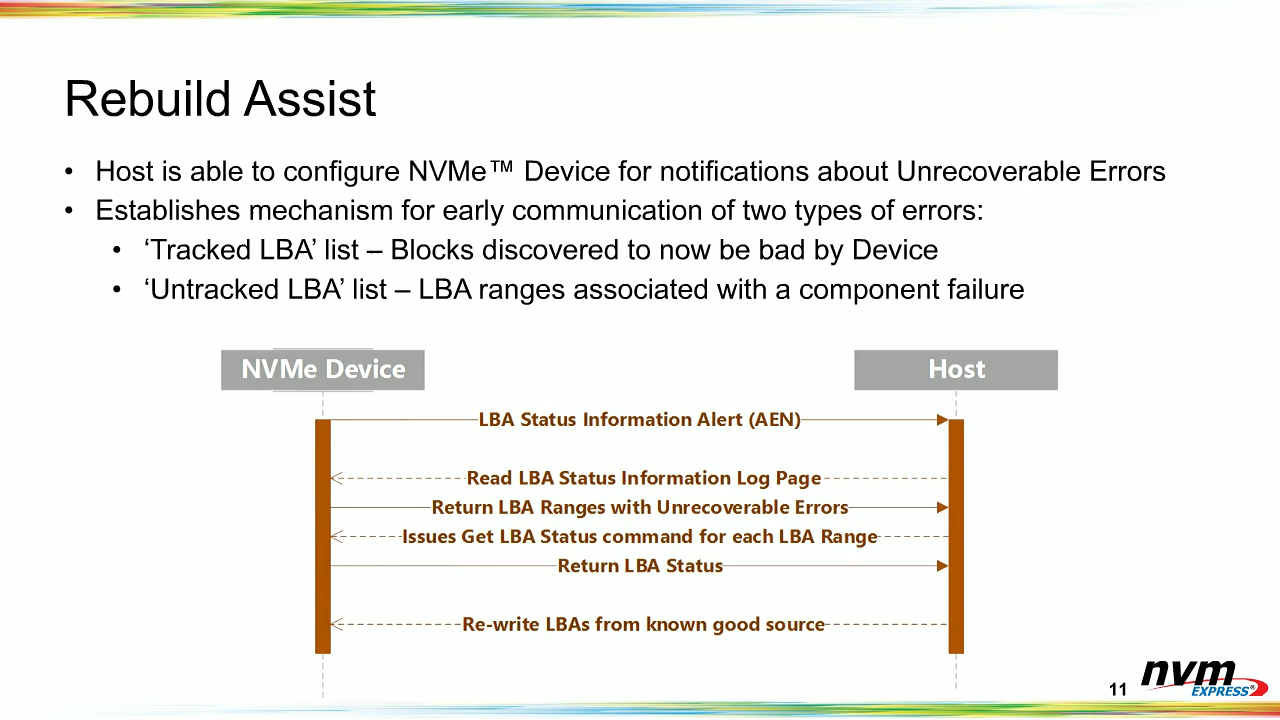 Rebuild Assist
• Host is able to configure NVMe™ Device for notifications about Unrecoverable Errors
• Establishes mechanism for early communication of two types of errors:
• ‘Tracked LBA’ list – Blocks discovered to now be bad by Device
• ‘Untracked LBA’ list – LBA ranges associated with a component failure
NVMe Device
Host
LBA Status Information Alert (AEN)
Read LBA Status Information Log Page
Return LBA Ranges with Unrecoverable Errors
Issues Get LBA Status command for each LBA Range
Return LBA Status
Re-write LBAs from known good source
11
nvm
EXPRESS®